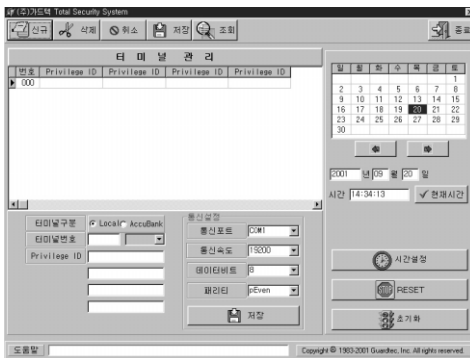 (주)가드텍 Total Security System
신규 삭제 취소 저장 조회 종료
터 미 널 관 리
번호 Privilege ID Privilege ID Privilege ID Privilege ID
000
일 월 화 수 목 금 토
1
2 3 4 5 6 7 8
9 10 11 12 13 14 15
16 17 18 19 20 21 22
23 24 25 26 27 28 29
30
2001 년 09 월 20 일
시간 14:34:13 현재시간
터미널구분 Local AccuBank
터미널번호
Privilege ID
통신설정
통신포트 COM1
통신속도 19200
데이터비트 8
패리티 pEven
저장
시간설정
RESET
초기화
도움말
Copyright © 1983-2001 Guardtec, Inc. All rights reserved.